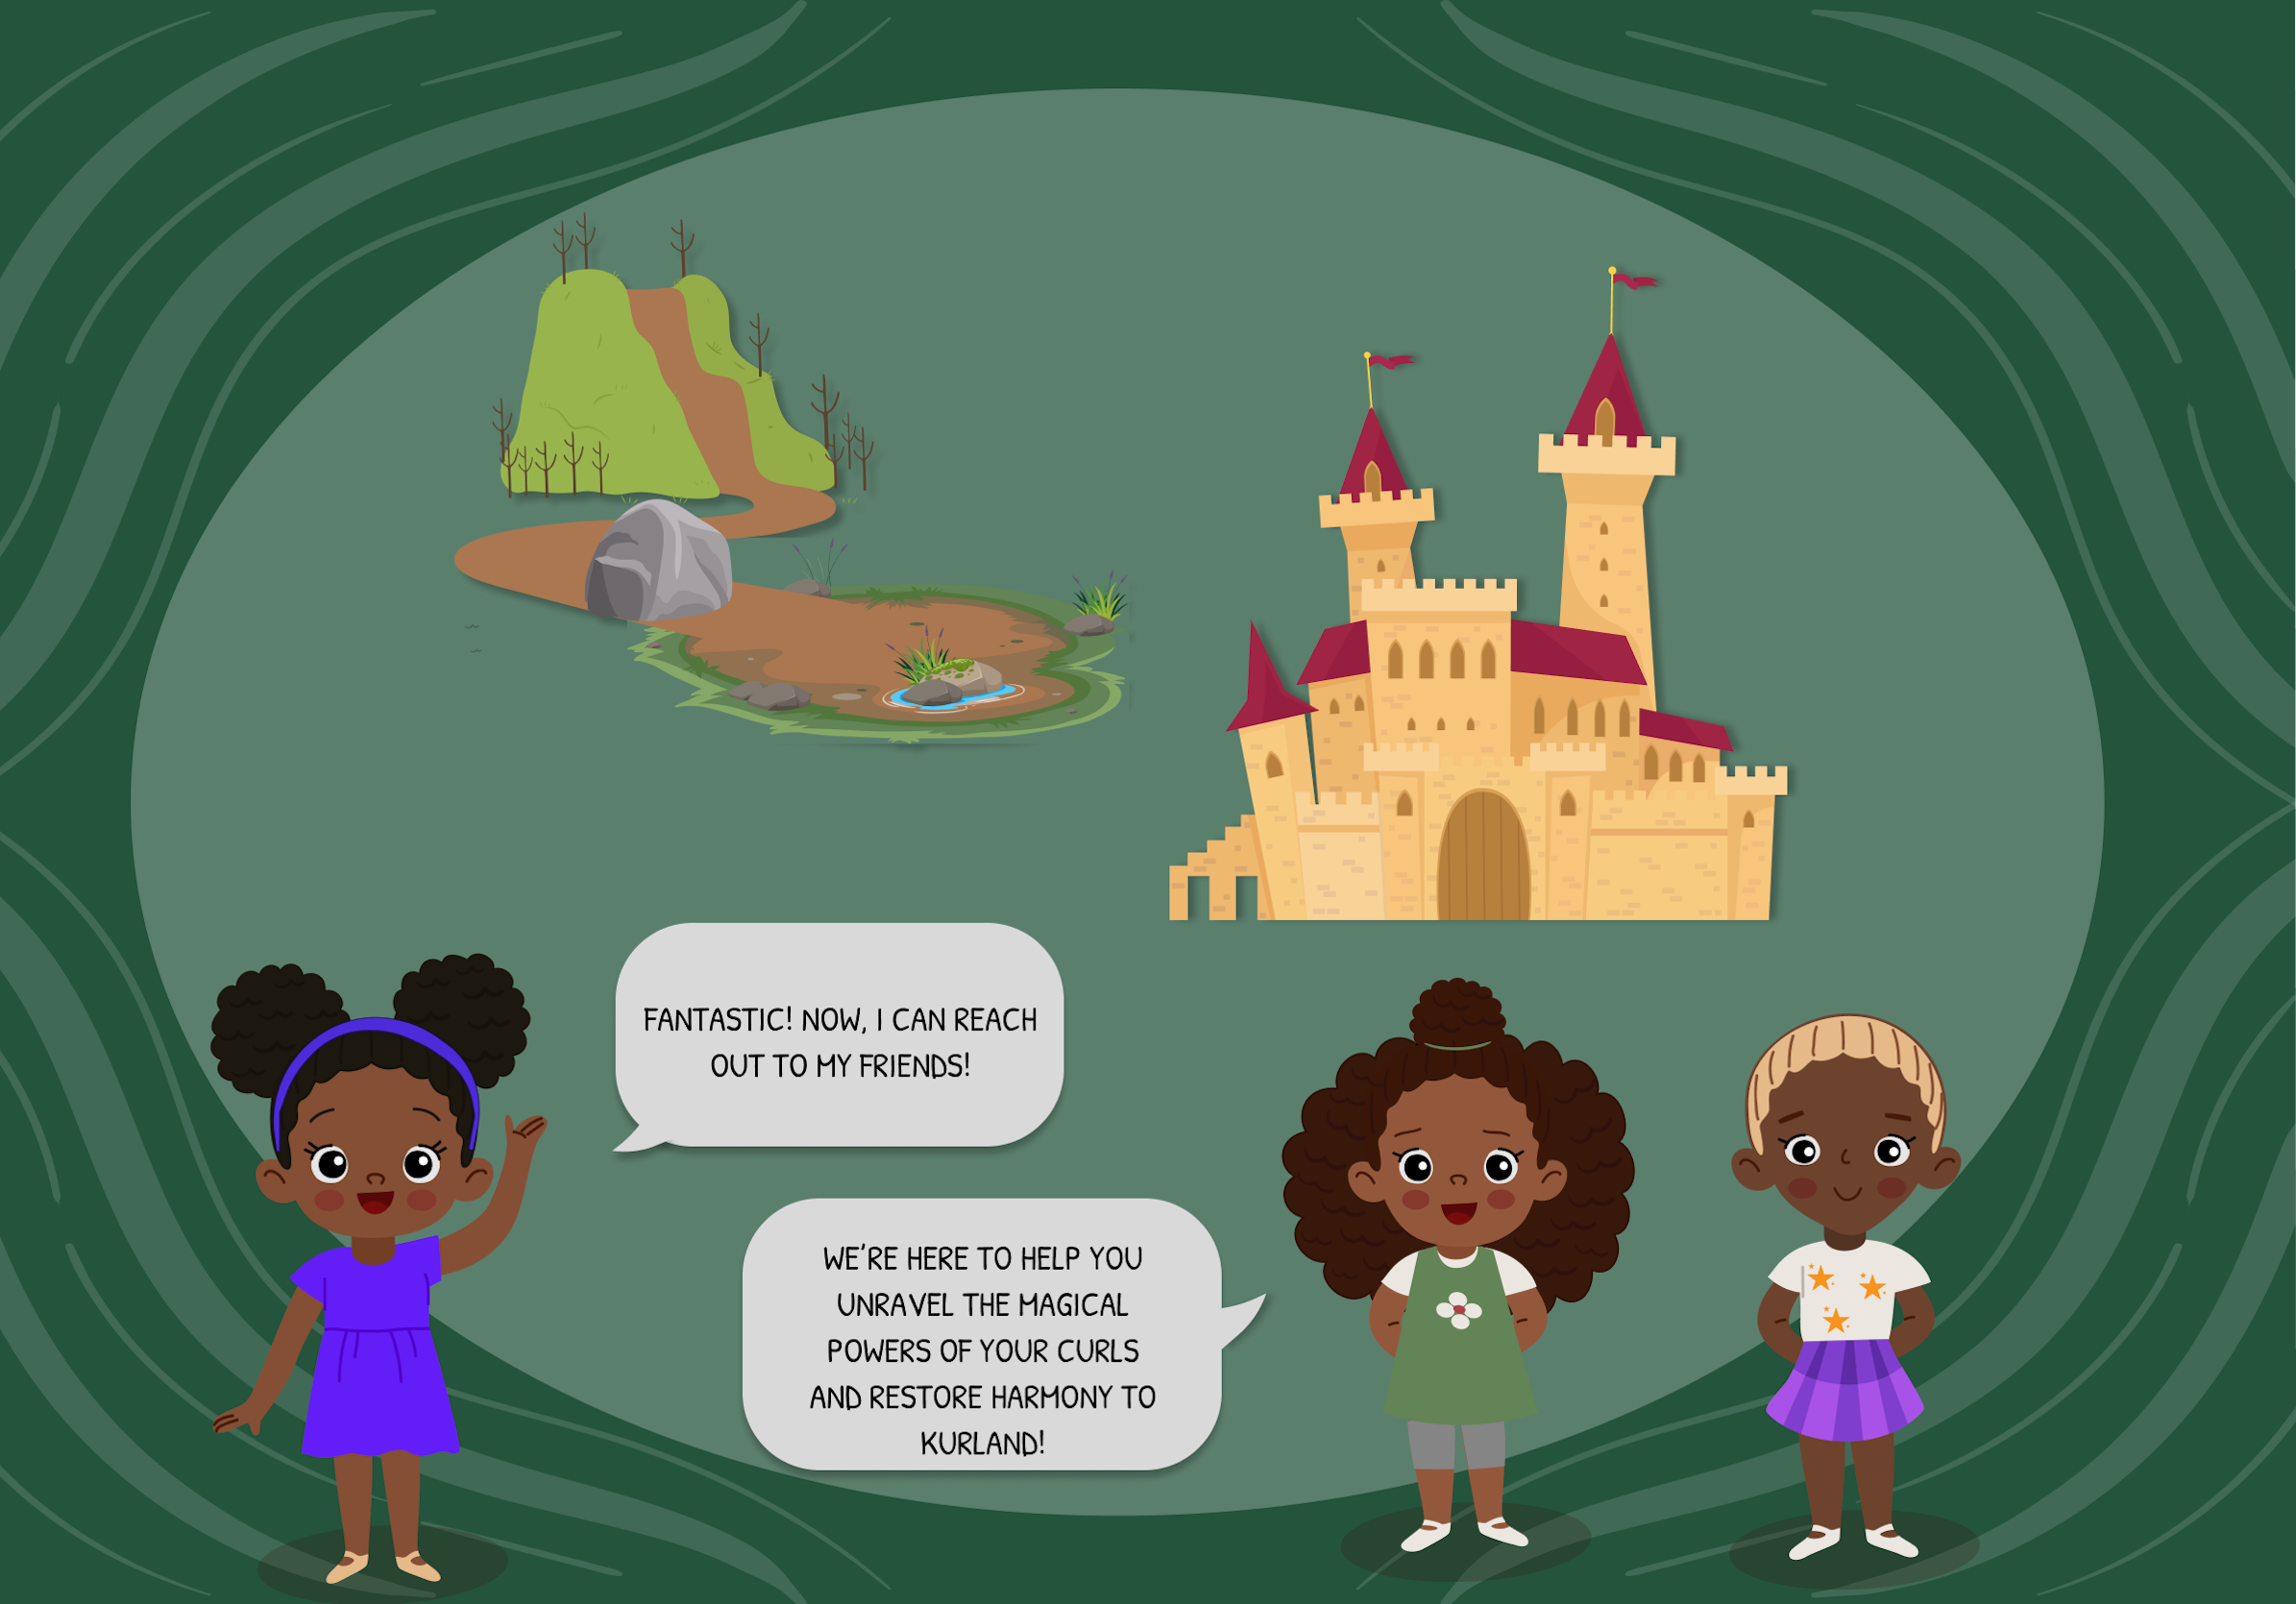 FANTASTIC! NOW, I CAN REACH
OUT TO MY FRIENDS!
WE'RE HERE TO HELP YOU
UNRAVEL THE MAGICAL
POWERS OF YOUR CURLS
AND RESTORE HARMONY TO
KURLAND!